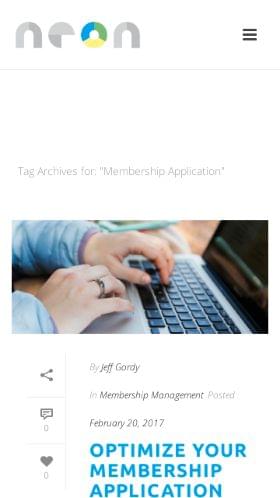 neon
Tag Archives for: "Membership Application"
By Jeff Gordy
In Membership Management Posted
February 20, 2017
0
0
OPTIMIZE YOUR
MEMBERSHIP
APPLICATION